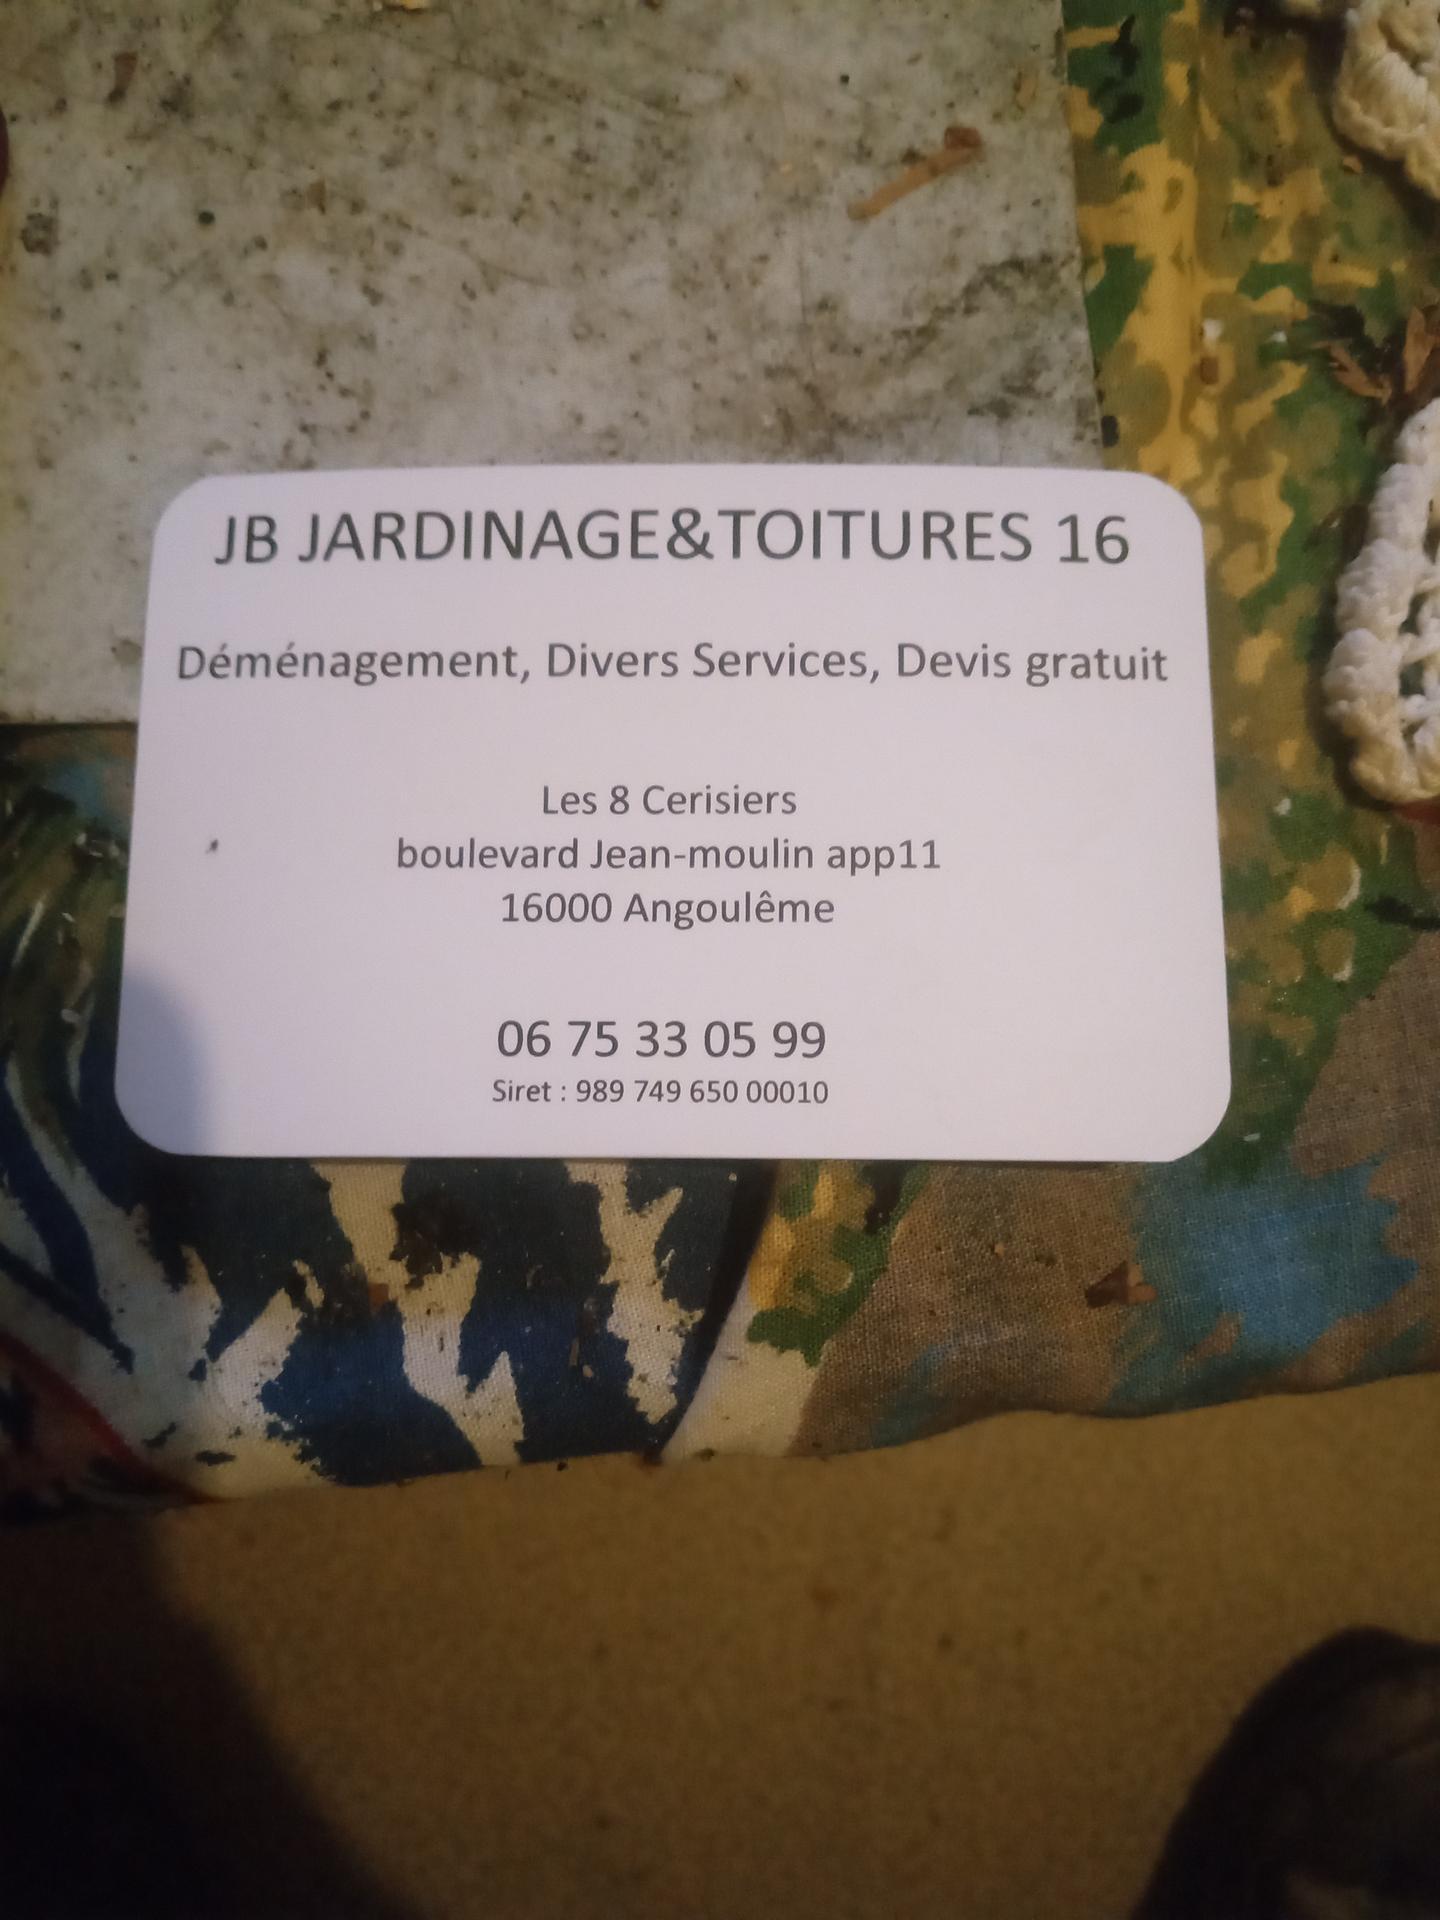 JB JARDINAGE&TOITURES 16
Déménagement, Divers Services, Devis gratuit
Les 8 Cerisiers
boulevard Jean-moulin app11
16000 Angoulême
06 75 33 05 99
Siret : 989 749 650 00010